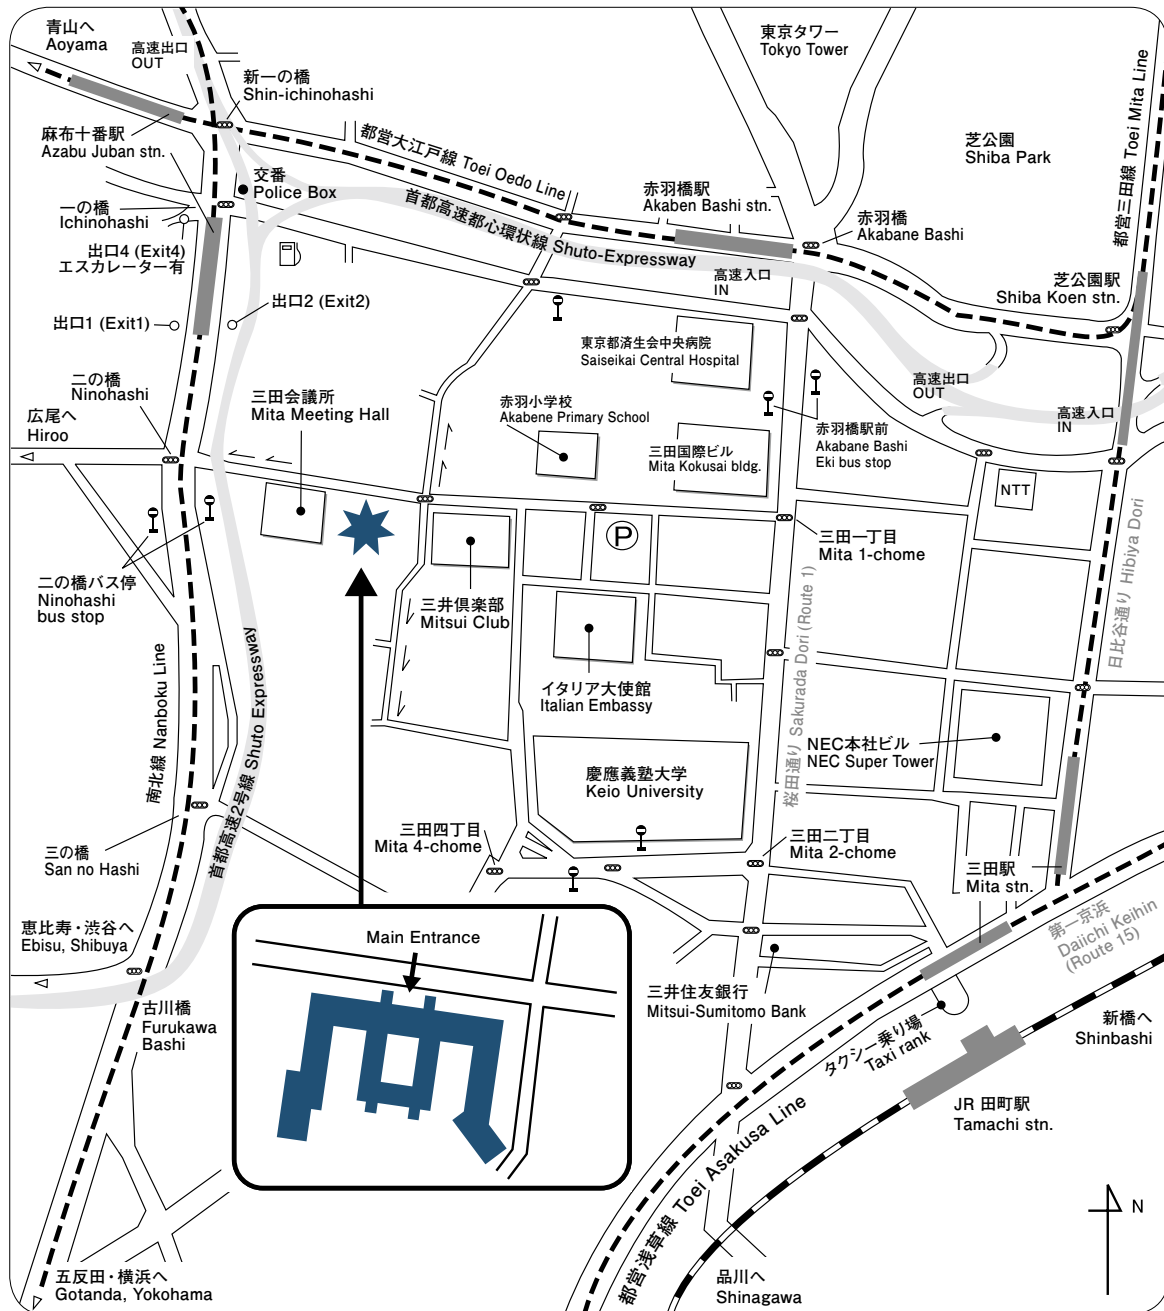 青山へ
Aoyama
高速出口
OUT
新一の橋
Shin-ichinohashi
東京タワー
Tokyo Tower
都営三田線 Toei Mita Line
麻布十番駅
Azabu Juban stn.
都営大江戸線 Toei Oedo Line
芝公園
Shiba Park
交番
Police Box
首都高速都心環状線 Shuto-Expressway
赤羽橋駅
Akaben Bashi stn.
一の橋
Ichinohashi
赤羽橋
Akabane Bashi
出口4 (Exit4)
エスカレーター有
高速入口
IN
芝公園駅
Shiba Koen stn.
出口2 (Exit2)
出口1 (Exit1)
東京都済生会中央病院
Saiseikai Central Hospital
二の橋
Ninohashi
三田会議所
Mita Meeting Hall
高速出口
OUT
赤羽小学校
Akabene Primary School
広尾へ
Hiroo
高速入口
IN
赤羽橋駅前
Akabane Bashi
Eki bus stop
三田国際ビル
Mita Kokusai bldg.
NTT
P
三田一丁目
Mita 1-chome
日比谷通り Hibiya Dori
二の橋バス停
Ninohashi
bus stop
三井倶楽部
Mitsui Club
桜田通り Sakurada Dori (Route 1)
南北線 Nanboku Line
首都高速2号線 Shuto Expressway
イタリア大使館
Italian Embassy
NEC本社ビル
NEC Super Tower
慶應義塾大学
Keio University
三田四丁目
Mita 4-chome
三田二丁目
Mita 2-chome
三の橋
San no Hashi
三田駅
Mita stn.
恵比寿・渋谷へ
Ebisu, Shibuya
Main Entrance
第一京浜
Daiichi Keihin
(Route 15)
三井住友銀行
Mitsui-Sumitomo Bank
古川橋
Furukawa
Bashi
タクシー乗り場
Taxi rank
新橋へ
Shinbashi
JR 田町駅
Tamachi stn.
都営浅草線 Toei Asakusa Line
N
五反田・横浜へ
Gotanda, Yokohama
品川へ
Shinagawa